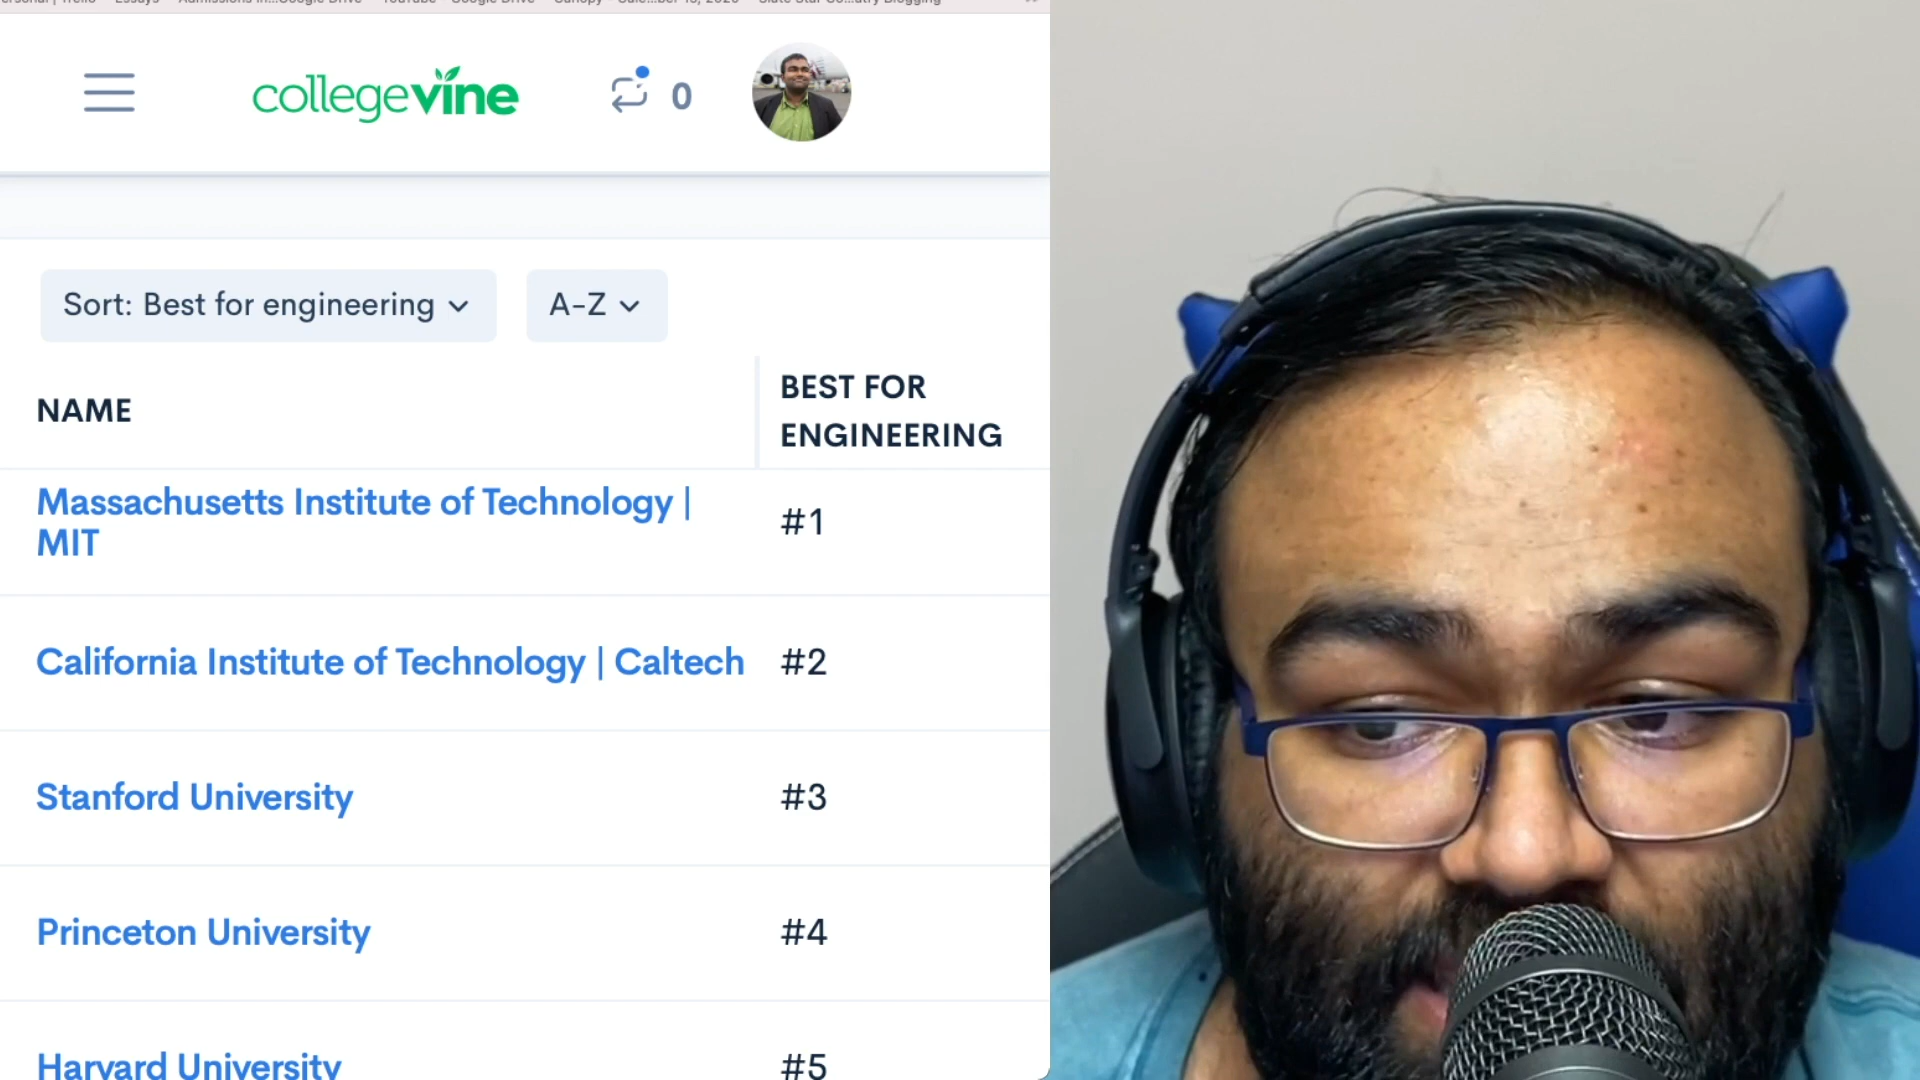 collegevine
0
Sort: Best for engineering
A-Z
NAME
BEST FOR
ENGINEERING
Massachusetts Institute of Technology |
MIT
#1
California Institute of Technology | Caltech
#2
Stanford University
#3
Princeton University
#4
Harvard University
#5